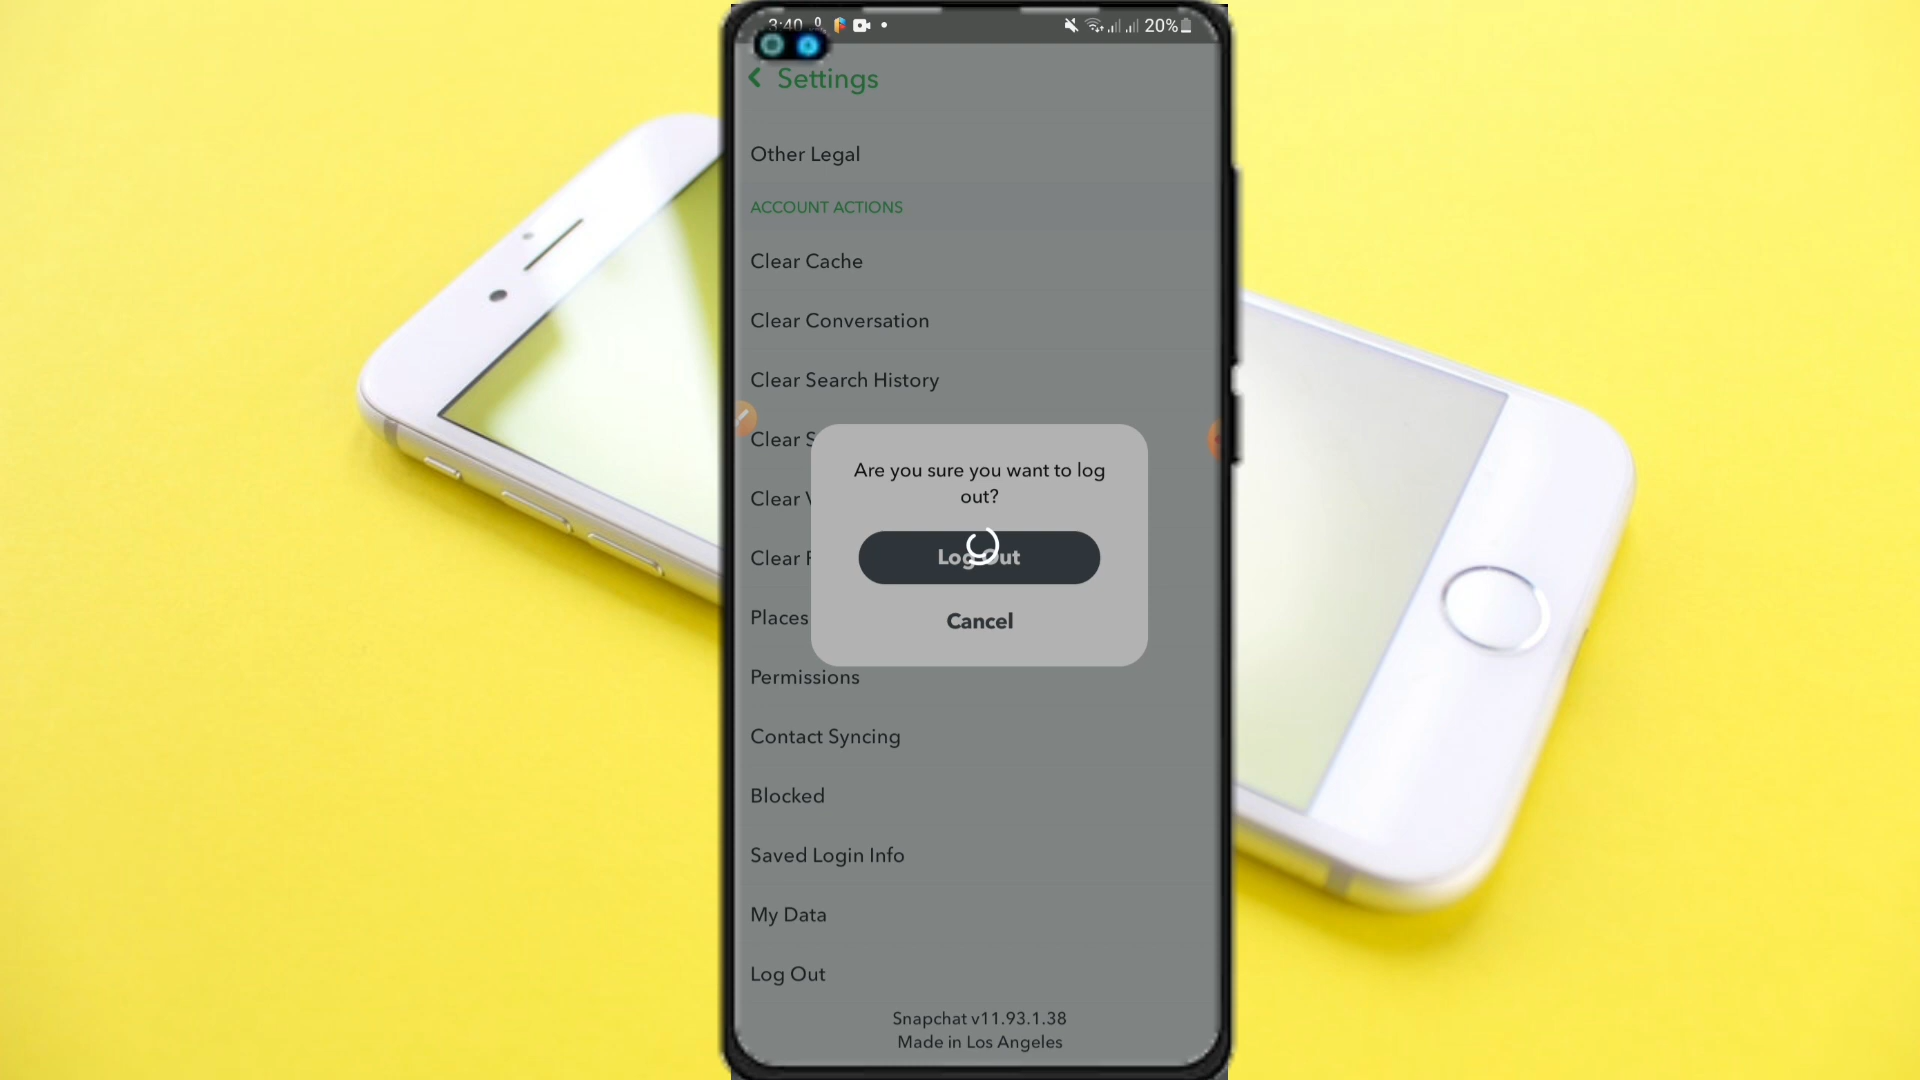 3:40
20%
Settings
Other Legal
ACCOUNT ACTIONS
Clear Cache
Clear Conversation
Clear Search History
Clear
Clear
Clear
Are you sure you want to log
out?
Log Out
Cancel
Places
Permissions
Contact Syncing
Blocked
Saved Login Info
My Data
Log Out
Snapchat v11.93.1.38
Made in Los Angeles